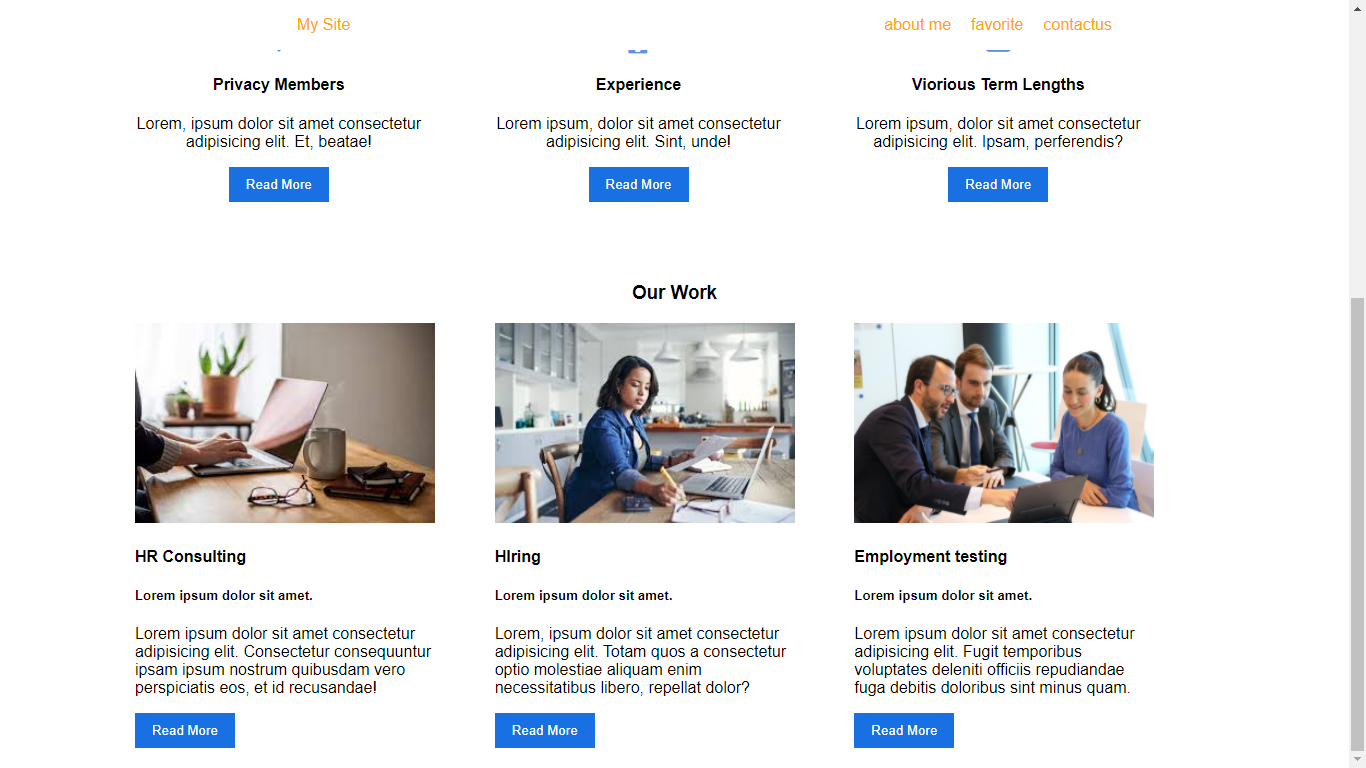 My Site about me favorite contactus
Privacy Members
Lorem, ipsum dolor sit amet consectetur
adipisicing elit. Et, beatae!
Read More
Experience
Lorem ipsum, dolor sit amet consectetur
adipisicing elit. Sint, unde!
Read More
Viorious Term Lengths
Lorem ipsum, dolor sit amet consectetur
adipisicing elit. Ipsam, perferendis?
Read More
Our Work
HR Consulting
Lorem ipsum dolor sit amet.
Lorem ipsum dolor sit amet consectetur
adipisicing elit. Consectetur consequuntur
ipsam ipsum nostrum quibusdam vero
perspiciatis eos, et id recusandae!
Read More
HIring
Lorem ipsum dolor sit amet.
Lorem, ipsum dolor sit amet consectetur
adipisicing elit. Totam quos a consectetur
optio molestiae aliquam enim
necessitatibus libero, repellat dolor?
Read More
Employment testing
Lorem ipsum dolor sit amet.
Lorem ipsum dolor sit amet consectetur
adipisicing elit. Fugit temporibus
voluptates deleniti officiis repudiandae
fuga debitis doloribus sint minus quam.
Read More